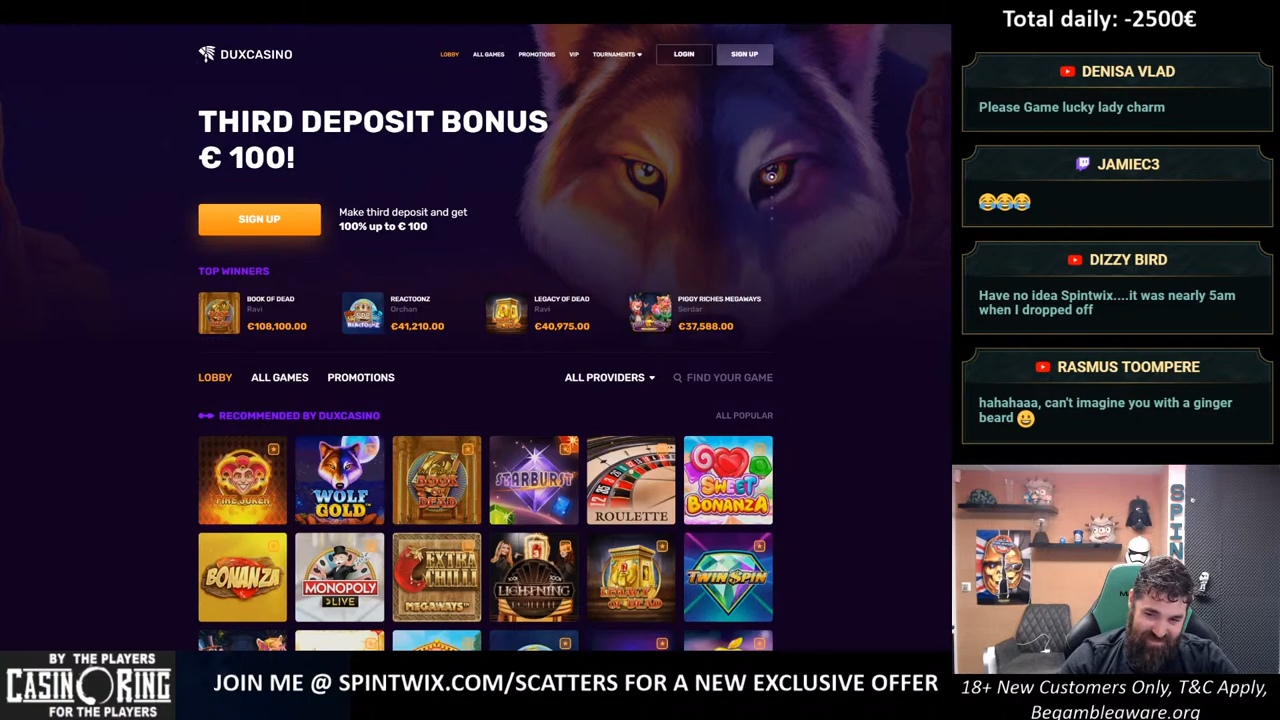 DUXCASINO
LOBBY ALL GAMES PROMOTIONS VIP TOURNAMENTS LOGIN SIGN UP
THIRD DEPOSIT BONUS
€ 100!
SIGN UP
Make third deposit and get
100% up to € 100
TOP WINNERS
BOOK OF DEAD
Ravi
€108,100.00
REACTOONZ
Orchan
€41,210.00
LEGACY OF DEAD
Ravi
€40,975.00
PIGGY RICHES MEGAWAYS
Serdar
€37,588.00
LOBBY ALL GAMES PROMOTIONS ALL PROVIDERS FIND YOUR GAME
RECOMMENDED BY DUXCASINO ALL POPULAR
FIRE JOKER
WOLF
GOLD
BOOK
OF
DEAD
STARBURST
ROULETTE
SWEET
BONANZA
BONANZA
MONOPOLY
LIVE
EXTRA
CHILLI
MEGAWAYS
LIGHTNING
ROULETTE
LEGACY
OF DEAD
TWIN SPIN
Total daily: -2500€
DENISA VLAD
Please Game lucky lady charm
JAMIEC3
DIZZY BIRD
Have no idea Spintwix....it was nearly 5am
when I dropped off
RASMUS TOOMPERE
hahahaaa, can't imagine you with a ginger
beard
SPIN
BY THE PLAYERS
CASINORING
FOR THE PLAYERS
JOIN ME @ SPINTWIX.COM/SCATTERS FOR A NEW EXCLUSIVE OFFER
18+ New Customers Only, T&C Apply,
Begambleaware.org